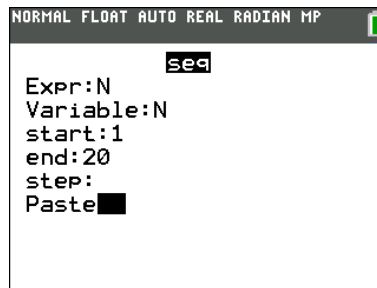 NORMAL FLOAT AUTO REAL RADIAN MP
seq
Expr:N
Variable:N
start:1
end:20
step:
Paste